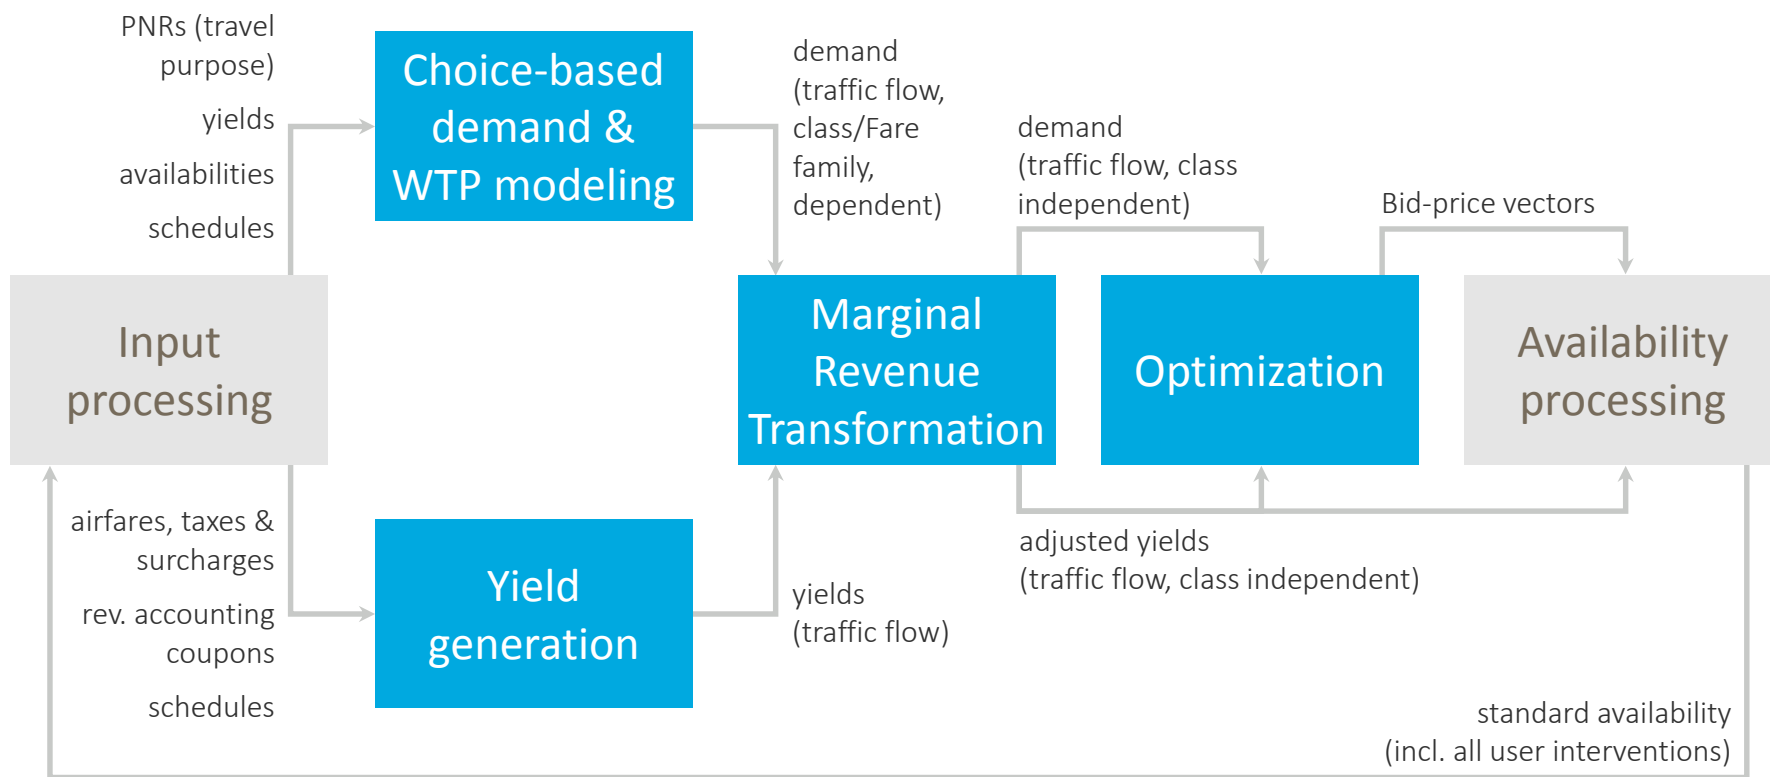 PNRs (travel
purpose)
yields
availabilities
schedules
Choice-based
demand &
WTP modeling
demand
(traffic flow,
class/Fare
family,
dependent)
demand
(traffic flow, class
independent)
Bid-price vectors
Input
processing
Marginal
Revenue
Transformation
Optimization
Availability
processing
airfares, taxes &
surcharges
rev. accounting
coupons
schedules
Yield
generation
yields
(traffic flow)
adjusted yields
(traffic flow, class independent)
standard availability
(incl. all user interventions)